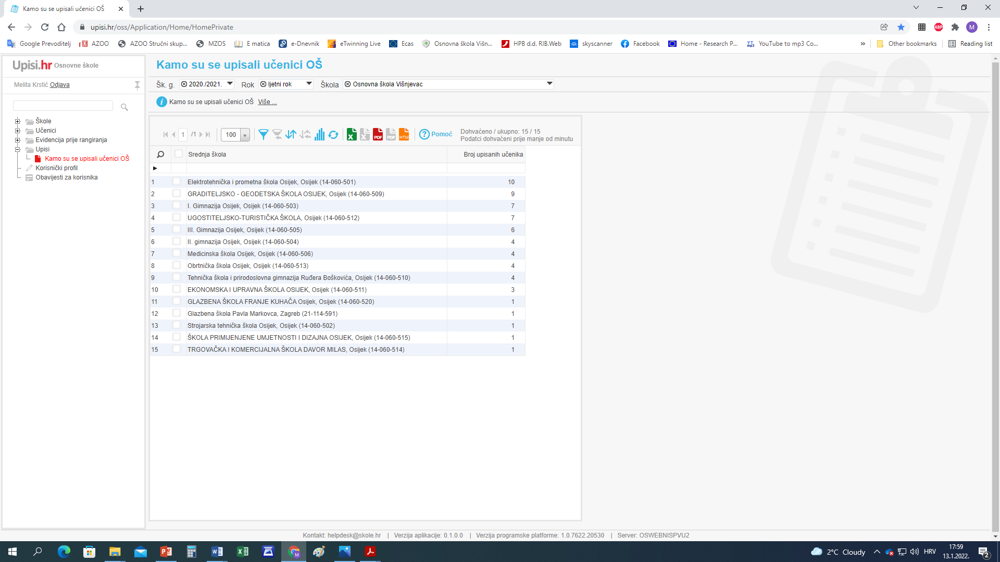 Kamo su se upisali učenici OŠ
upisi.hr/oss/Application/Home/HomePrivate
Google Prevoditelj AZOO AZOO Stručni skup... MZOS E matica e-Dnevnik eTwinning Live Ecas Osnovna škola Višn... HPB d.d. RIB.Web skyscanner Facebook Home - Research P... YouTube to mp3 Co... » Other bookmarks Reading list
Upisi.hr Osnovne škole
Melita Krstić Odjava
Škole
Učenici
Evidencija prije rangiranja
Upisi
Kamo su se upisali učenici OŠ
Korisnički profil
Obavijesti za korisnika
Kamo su se upisali učenici OŠ
Šk. g. 2020./2021. Rok ljetni rok Škola Osnovna škola Višnjevac
Kamo su se upisali učenici OŠ Više ...
1 /1 100 Pomoć
Dohvaćeno / ukupno: 15 / 15
Podatci dohvaćeni prije manje od minutu
Srednja škola Broj upisanih učenika
1 Elektrotehnička i prometna škola Osijek, Osijek (14-060-501) 10
2 GRADITELJSKO - GEODETSKA ŠKOLA OSIJEK, Osijek (14-060-509) 9
3 I. Gimnazija Osijek, Osijek (14-060-503) 7
4 UGOSTITELJSKO-TURISTIČKA ŠKOLA, Osijek (14-060-512) 7
5 III. Gimnazija Osijek, Osijek (14-060-505) 6
6 II. gimnazija Osijek, Osijek (14-060-504) 4
7 Medicinska škola Osijek, Osijek (14-060-506) 4
8 Obrtnička škola Osijek, Osijek (14-060-513) 4
9 Tehnička škola i prirodoslovna gimnazija Ruđera Boškovića, Osijek (14-060-510) 4
10 EKONOMSKA I UPRAVNA ŠKOLA OSIJEK, Osijek (14-060-511) 3
11 GLAZBENA ŠKOLA FRANJE KUHAČA Osijek, Osijek (14-060-520) 1
12 Glazbena škola Pavla Markovca, Zagreb (21-114-591) 1
13 Strojarska tehnička škola Osijek, Osijek (14-060-502) 1
14 ŠKOLA PRIMIJENJENE UMJETNOSTI I DIZAJNA OSIJEK, Osijek (14-060-515) 1
15 TRGOVAČKA I KOMERCIJALNA ŠKOLA DAVOR MILAS, Osijek (14-060-514) 1
Kontakt: helpdesk@skole.hr | Verzija aplikacije: 0.1.0.0 | Verzija programske platforme: 1.0.7622.20530 | Server: OSWEBNISPVU2
2°C Cloudy HRV 17:59
13.1.2022. 2